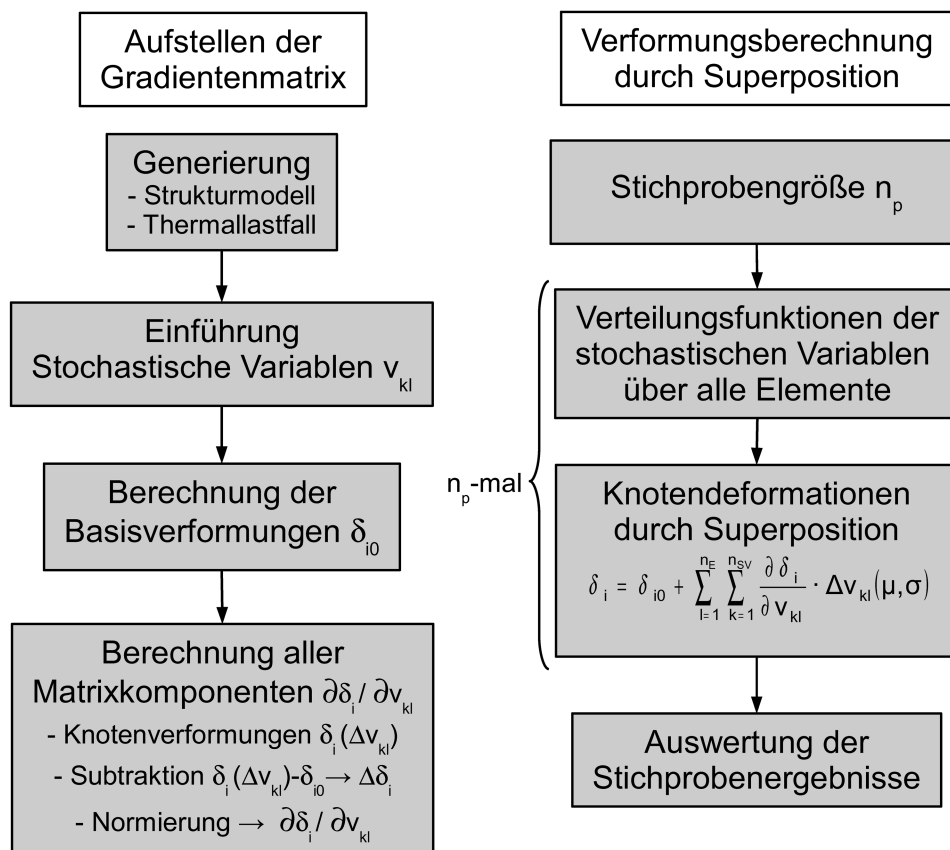 Aufstellen der
Gradientenmatrix
Generierung
- Strukturmodell
- Thermallastfall
Einführung
Stochastische Variablen v_kl
Berechnung der
Basisverformungen δ_i0
Berechnung aller
Matrixkomponenten ∂δ_i / ∂v_kl
- Knotenverformungen δ_i (Δv_kl)
- Subtraktion δ_i (Δv_kl)-δ_i0 → Δδ_i
- Normierung → ∂δ_i / ∂v_kl
Verformungsberechnung
durch Superposition
Stichprobengröße n_p
n_p-mal
Verteilungsfunktionen der
stochastischen Variablen
über alle Elemente
Knotendeformationen
durch Superposition
δ_i = δ_i0 + ∑_{l=1}^{n_E} ∑_{k=1}^{n_SV} ∂δ_i / ∂v_kl · Δv_kl(μ,σ)
Auswertung der
Stichprobenergebnisse